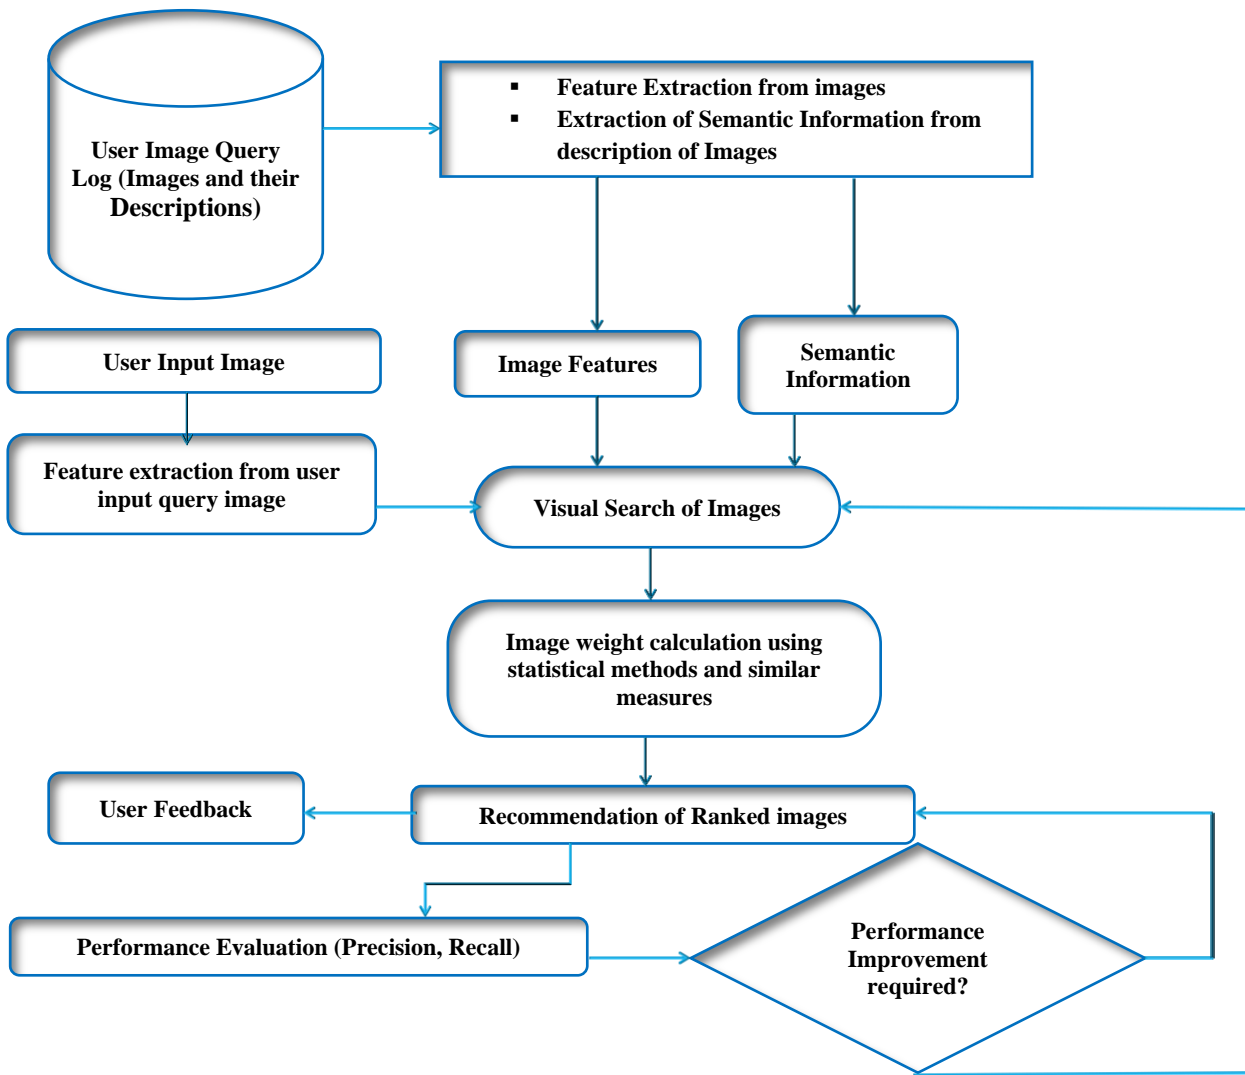 User Image Query
Log (Images and their
Descriptions)
▪ Feature Extraction from images
▪ Extraction of Semantic Information from
description of Images
User Input Image
Image Features
Semantic
Information
Feature extraction from user
input query image
Visual Search of Images
Image weight calculation using
statistical methods and similar
measures
User Feedback
Recommendation of Ranked images
Performance Evaluation (Precision, Recall)
Performance
Improvement
required?